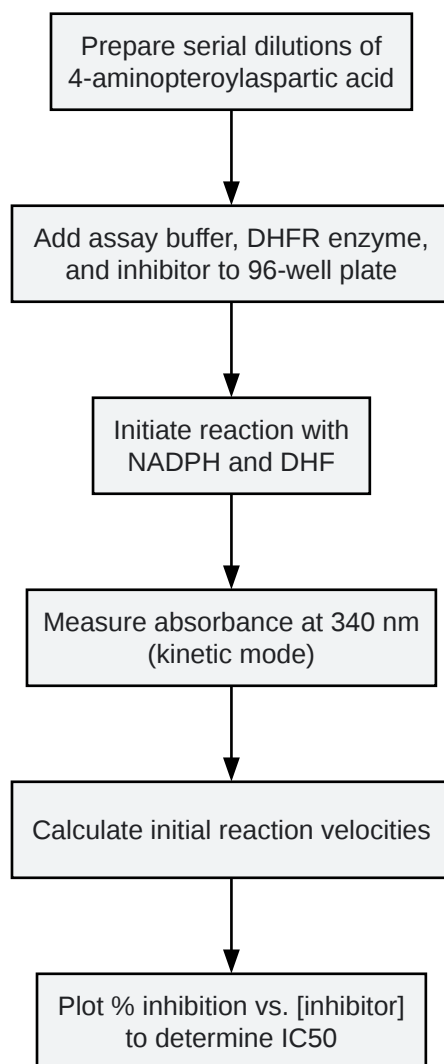 Prepare serial dilutions of
4-aminopteroylaspartic acid
Add assay buffer, DHFR enzyme,
and inhibitor to 96-well plate
Initiate reaction with
NADPH and DHF
Measure absorbance at 340 nm
(kinetic mode)
Calculate initial reaction velocities
Plot % inhibition vs. [inhibitor]
to determine IC50